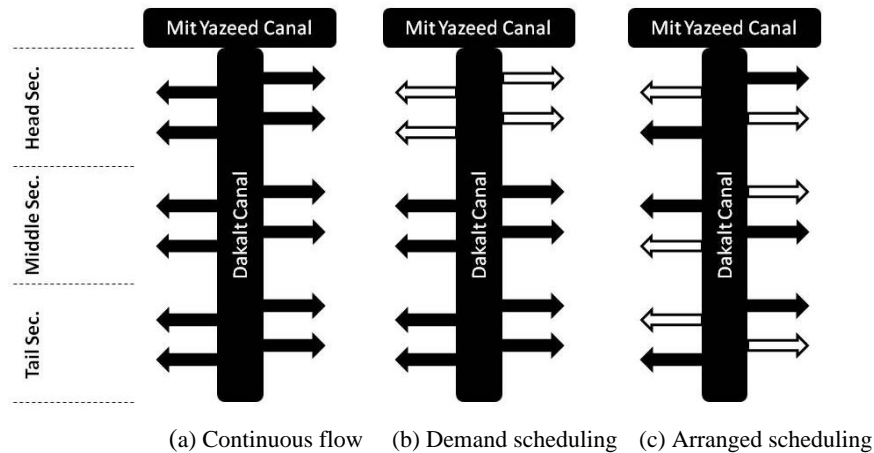 Mit Yazeed Canal
Mit Yazeed Canal
Mit Yazeed Canal
Head Sec.
Middle Sec.
Tail Sec.
Dakalt Canal
Dakalt Canal
Dakalt Canal
(a) Continuous flow
(b) Demand scheduling
(c) Arranged scheduling